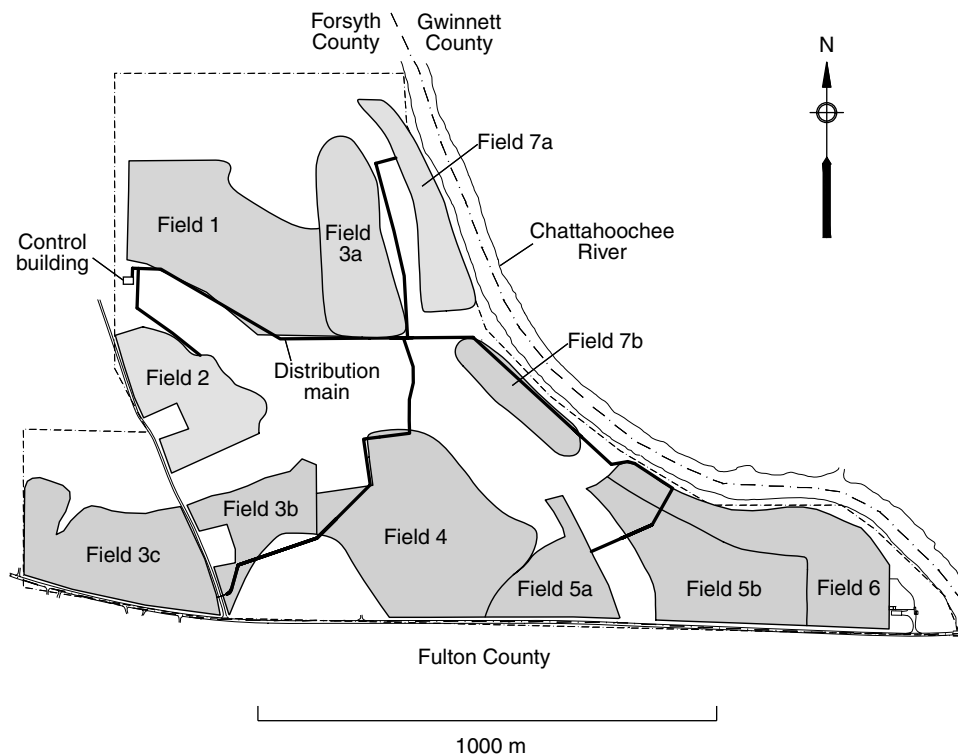 Forsyth
County
Gwinnett
County
N
Field 7a
Field 1
Field
3a
Control
building
Chattahoochee
River
Field 7b
Distribution
main
Field 2
Field 3b
Field 3c
Field 4
Field 5a
Field 5b
Field 6
Fulton County
1000 m